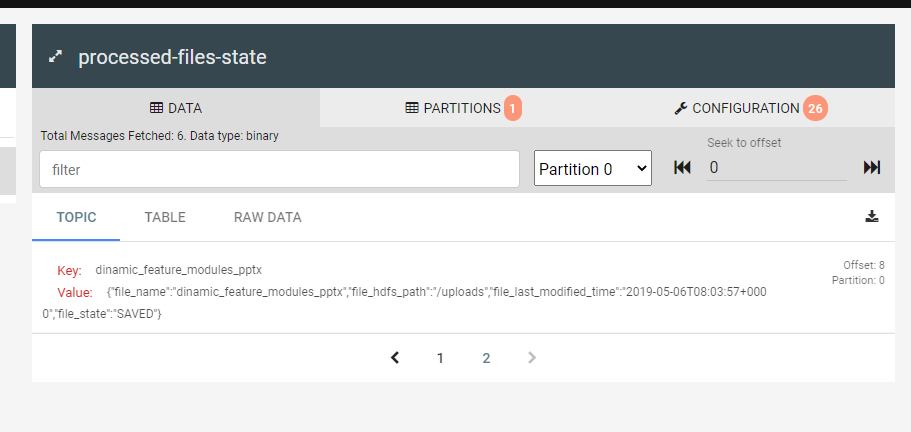 processed-files-state
DATA
PARTITIONS 1
CONFIGURATION 26
Total Messages Fetched: 6. Data type: binary
filter
Partition 0
Seek to offset
0
TOPIC
TABLE
RAW DATA
Key: dinamic_feature_modules_pptx
Offset: 8
Partition: 0
Value: {"file_name":"dinamic_feature_modules_pptx","file_hdfs_path":"/uploads","file_last_modified_time":"2019-05-06T08:03:57+000
0","file_state":"SAVED"}
1
2